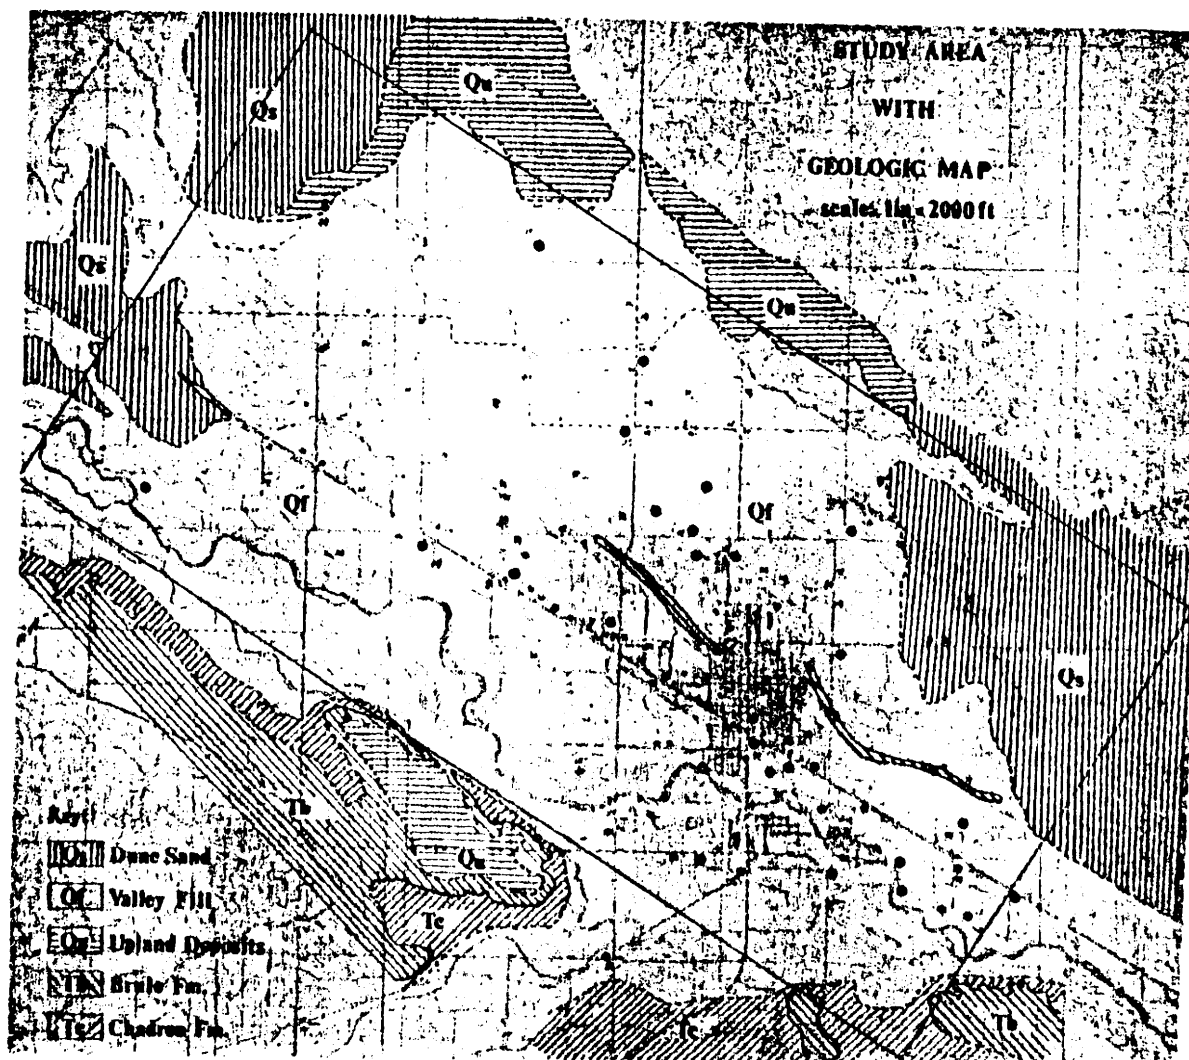 STUDY AREA
WITH
GEOLOGIC MAP
scale: 1in = 2000 ft
Qs
Qu
Qs
Qu
Qf
Qf
Qs
Tb
Qu
Tc
Tc
Tb
Key:
Qs Dune Sand
Qf Valley Fill
Qu Upland Deposits
Tb Brule Fm.
Tc Chadron Fm.